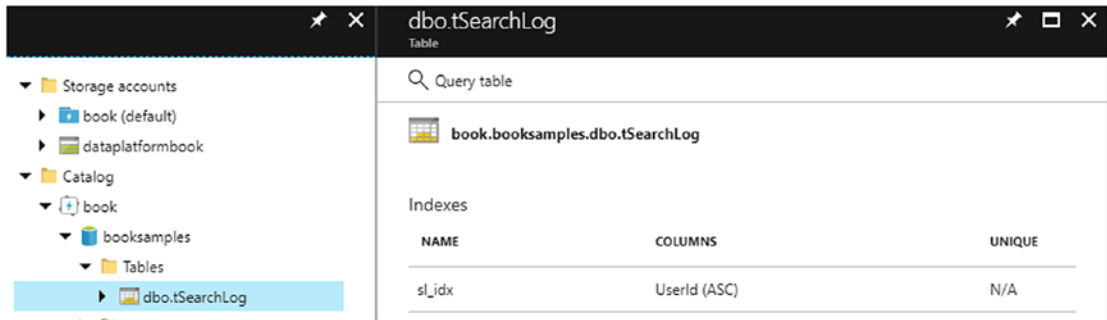 dbo.tSearchLog
Table
Storage accounts
book (default)
dataplatformbook
Catalog
book
booksamples
Tables
dbo.tSearchLog
Query table
book.booksamples.dbo.tSearchLog
Indexes
NAME COLUMNS UNIQUE
sl_idx UserId (ASC) N/A